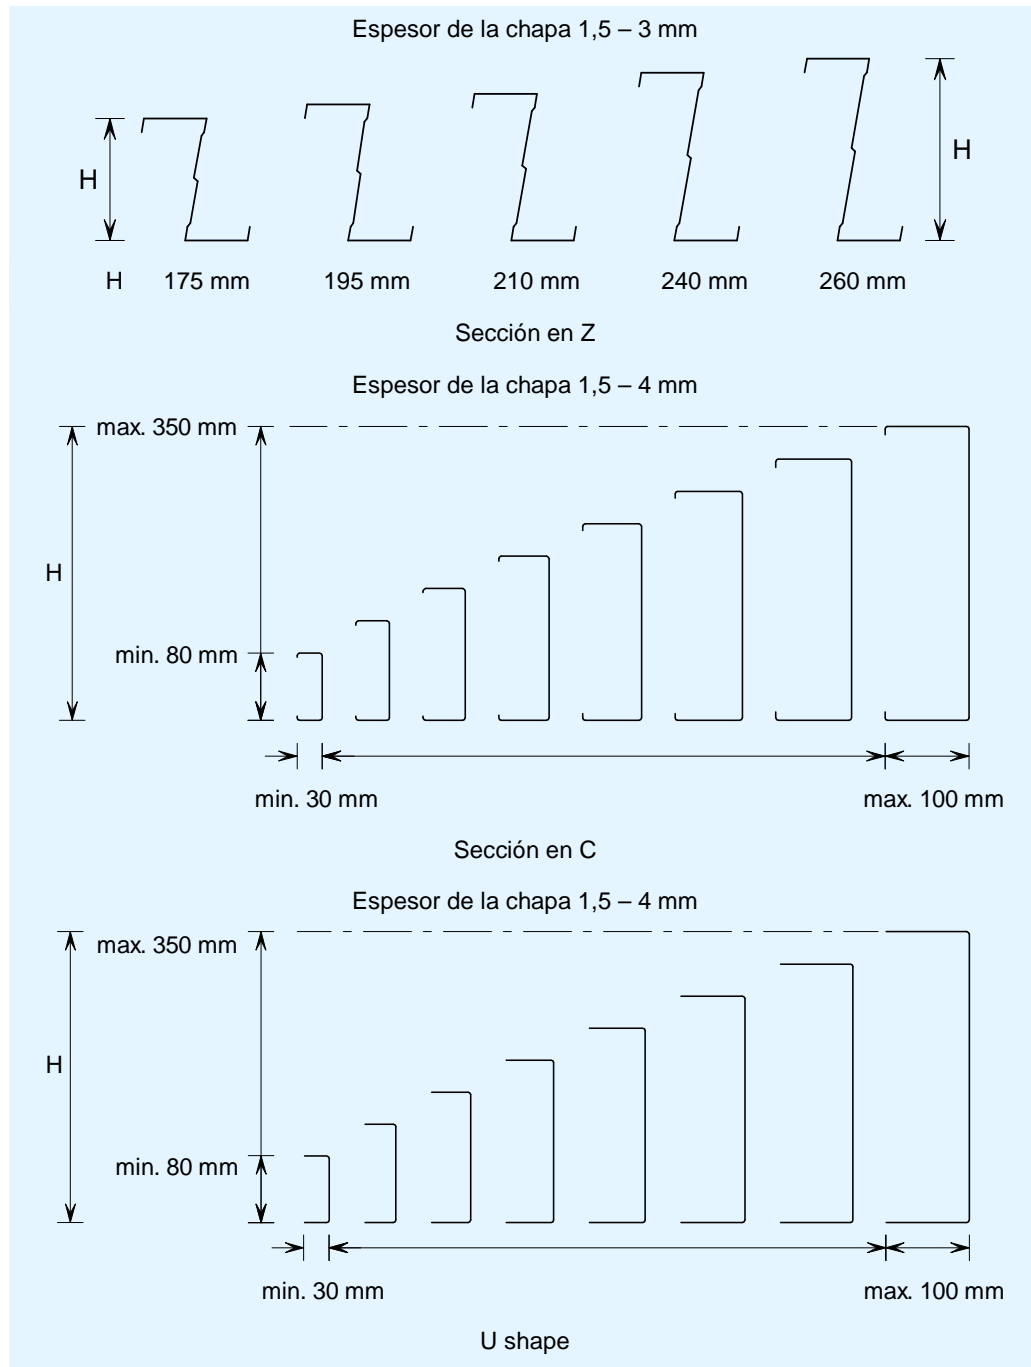 Espesor de la chapa 1,5 – 3 mm
H
H
H 175 mm 195 mm 210 mm 240 mm 260 mm
Sección en Z
Espesor de la chapa 1,5 – 4 mm
max. 350 mm
H
min. 80 mm
min. 30 mm max. 100 mm
Sección en C
Espesor de la chapa 1,5 – 4 mm
max. 350 mm
H
min. 80 mm
min. 30 mm max. 100 mm
U shape